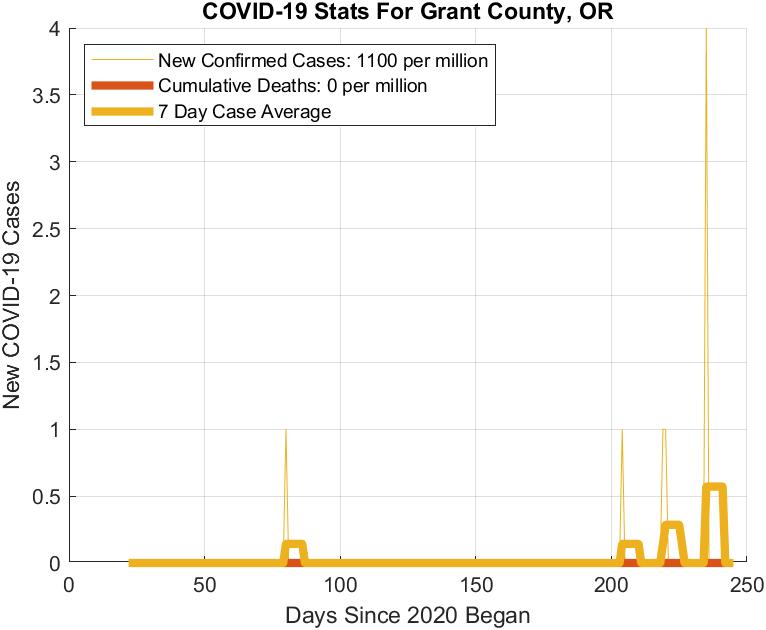 COVID-19 Stats For Grant County, OR
New Confirmed Cases: 1100 per million
Cumulative Deaths: 0 per million
7 Day Case Average
4
3.5
3
2.5
2
1.5
1
0.5
0
New COVID-19 Cases
0 50 100 150 200 250
Days Since 2020 Began